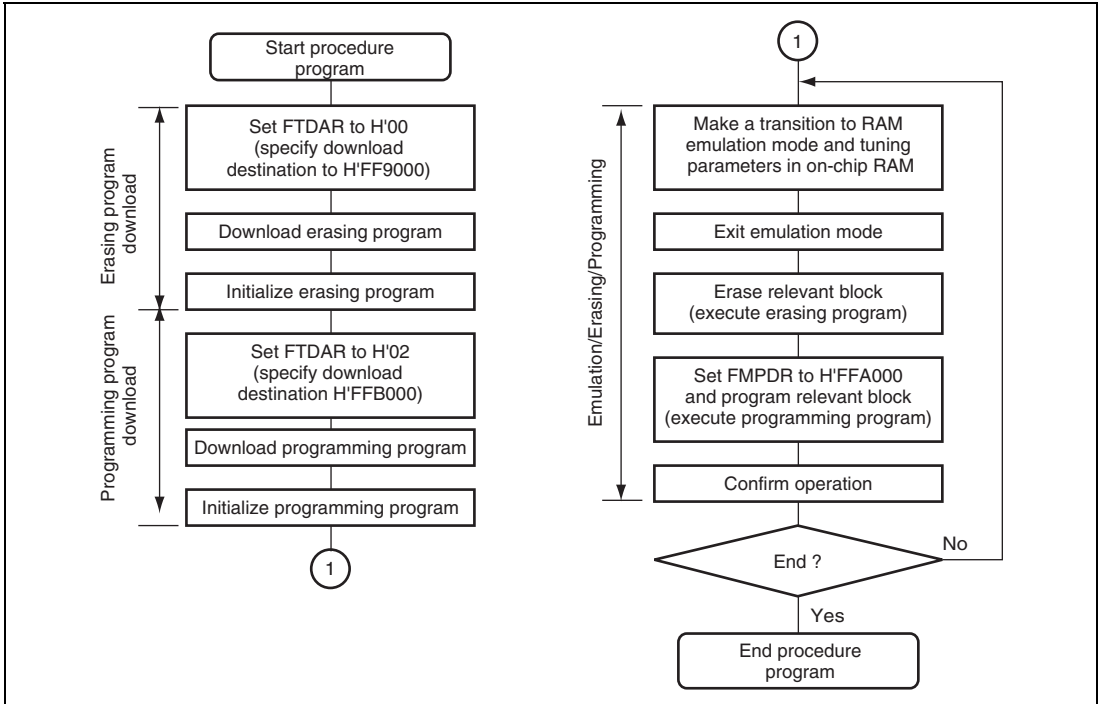 Start procedure
program
Erasing program
download
Set FTDAR to H'00
(specify download
destination to H'FF9000)
Download erasing program
Initialize erasing program
Programming program
download
Set FTDAR to H'02
(specify download
destination H'FFB000)
Download programming program
Initialize programming program
1
1
Emulation/Erasing/Programming
Make a transition to RAM
emulation mode and tuning
parameters in on-chip RAM
Exit emulation mode
Erase relevant block
(execute erasing program)
Set FMPDR to H'FFA000
and program relevant block
(execute programming program)
Confirm operation
End ?
No
Yes
End procedure
program